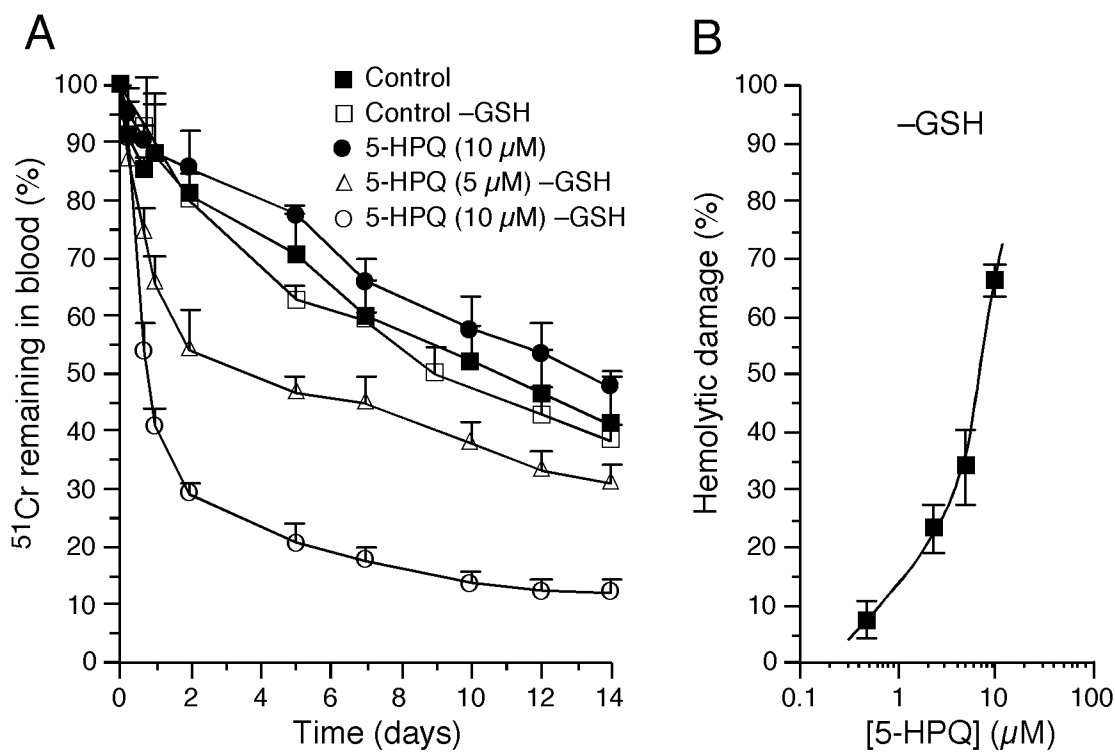 A
Control
Control –GSH
5-HPQ (10 µM)
5-HPQ (5 µM) –GSH
5-HPQ (10 µM) –GSH
⁵¹Cr remaining in blood (%)
100
90
80
70
60
50
40
30
20
10
0
0 2 4 6 8 10 12 14
Time (days)
B
–GSH
Hemolytic damage (%)
100
90
80
70
60
50
40
30
20
10
0
0.1 1 10 100
[5-HPQ] (µM)